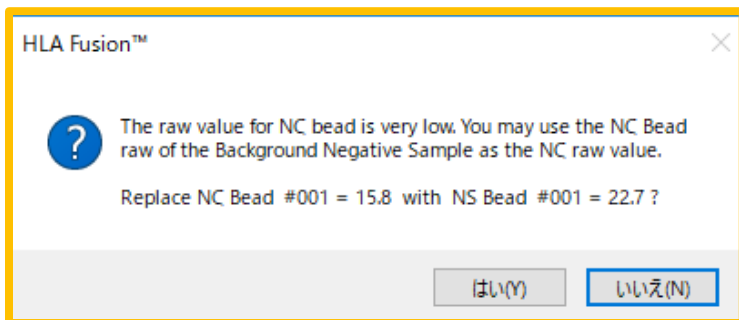 HLA Fusion™
The raw value for NC bead is very low. You may use the NC Bead
raw of the Background Negative Sample as the NC raw value.
Replace NC Bead #001 = 15.8 with NS Bead #001 = 22.7 ?
はい(Y)
いいえ(N)